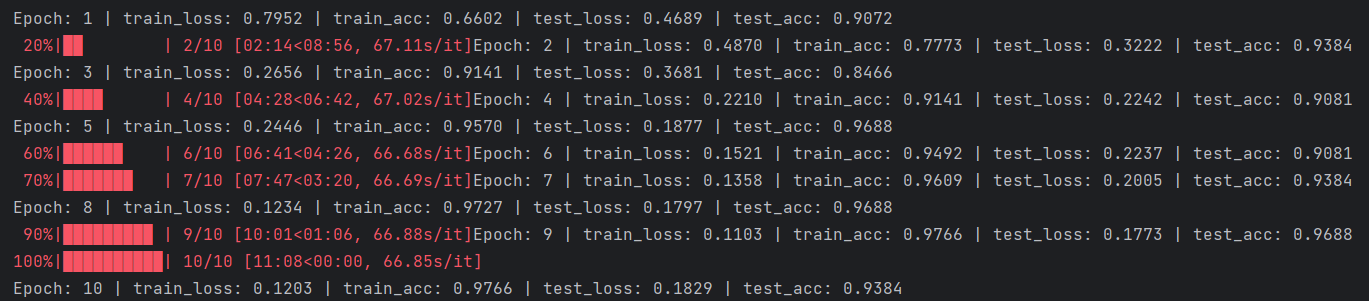 Epoch: 1 | train_loss: 0.7952 | train_acc: 0.6602 | test_loss: 0.4689 | test_acc: 0.9072
20%|██        | 2/10 [02:14<08:56, 67.11s/it]Epoch: 2 | train_loss: 0.4870 | train_acc: 0.7773 | test_loss: 0.3222 | test_acc: 0.9384
Epoch: 3 | train_loss: 0.2656 | train_acc: 0.9141 | test_loss: 0.3681 | test_acc: 0.8466
40%|████      | 4/10 [04:28<06:42, 67.02s/it]Epoch: 4 | train_loss: 0.2210 | train_acc: 0.9141 | test_loss: 0.2242 | test_acc: 0.9081
Epoch: 5 | train_loss: 0.2446 | train_acc: 0.9570 | test_loss: 0.1877 | test_acc: 0.9688
60%|██████    | 6/10 [06:41<04:26, 66.68s/it]Epoch: 6 | train_loss: 0.1521 | train_acc: 0.9492 | test_loss: 0.2237 | test_acc: 0.9081
70%|███████   | 7/10 [07:47<03:20, 66.69s/it]Epoch: 7 | train_loss: 0.1358 | train_acc: 0.9609 | test_loss: 0.2005 | test_acc: 0.9384
Epoch: 8 | train_loss: 0.1234 | train_acc: 0.9727 | test_loss: 0.1797 | test_acc: 0.9688
90%|█████████ | 9/10 [10:01<01:06, 66.88s/it]Epoch: 9 | train_loss: 0.1103 | train_acc: 0.9766 | test_loss: 0.1773 | test_acc: 0.9688
100%|██████████| 10/10 [11:08<00:00, 66.85s/it]
Epoch: 10 | train_loss: 0.1203 | train_acc: 0.9766 | test_loss: 0.1829 | test_acc: 0.9384